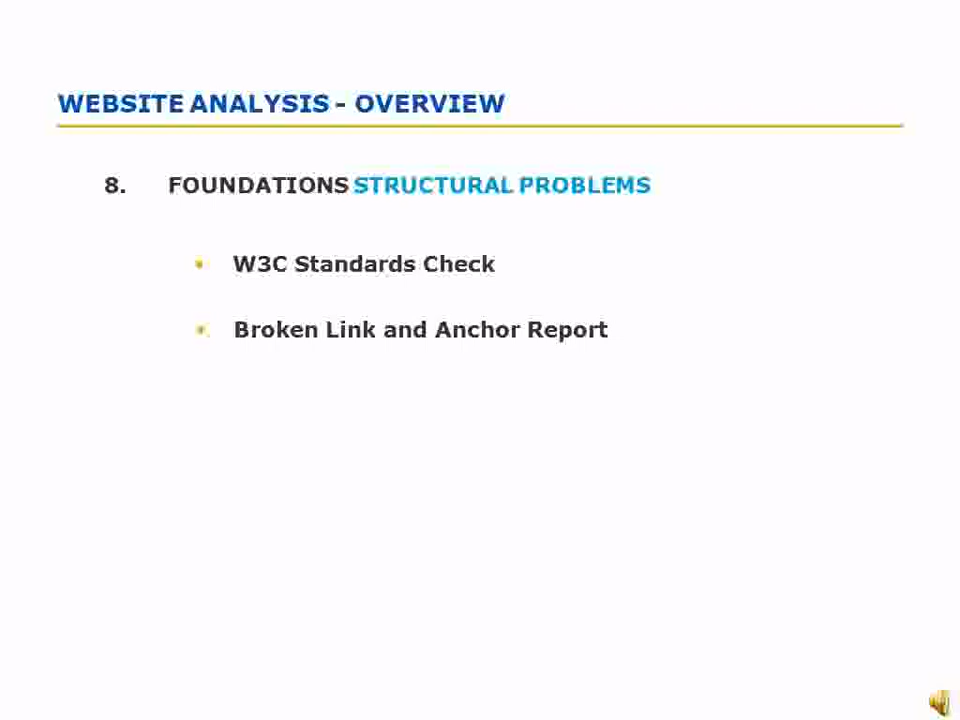 WEBSITE ANALYSIS - OVERVIEW
8. FOUNDATIONS STRUCTURAL PROBLEMS
W3C Standards Check
Broken Link and Anchor Report